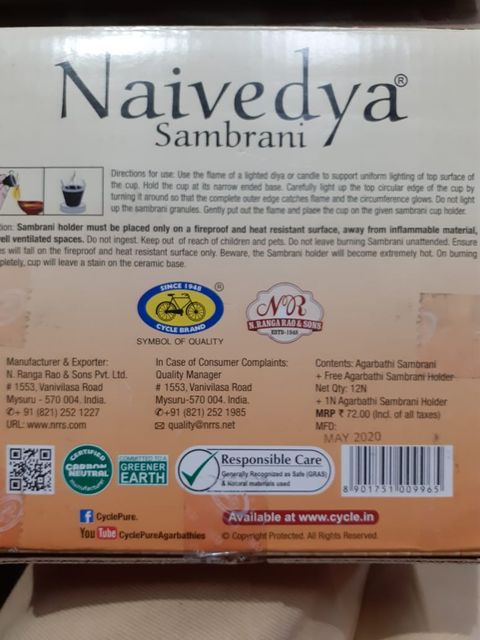 Naivedya®
Sambrani
Directions for use: Use the flame of a lighted diya or candle to support uniform lighting of top surface of
the cup. Hold the cup at its narrow ended base. Carefully light up the top circular edge of the cup by
turning it around so that the complete outer edge catches flame and the circumference glows. Do not light
up the sambrani granules. Gently put out the flame and place the cup on the given sambrani cup holder.
tion: Sambrani holder must be placed only on a fireproof and heat resistant surface, away from inflammable material,
ell ventilated spaces. Do not ingest. Keep out of reach of children and pets. Do not leave burning Sambrani unattended. Ensure
es will fall on the fireproof and heat resistant surface only. Beware, the Sambrani holder will become extremely hot. On burning
pletely, cup will leave a stain on the ceramic base.
SINCE 1948 ®
CYCLE BRAND
SYMBOL OF QUALITY
NR
N.RANGA RAO & SONS
ESTD-1948
Manufacturer & Exporter:
N. Ranga Rao & Sons Pvt. Ltd.
# 1553, Vanivilasa Road
Mysuru - 570 004. India.
✆+ 91 (821) 252 1227
URL: www.nrrs.com
In Case of Consumer Complaints:
Quality Manager
# 1553, Vanivilasa Road
Mysuru-570 004. India.
✆+91 (821) 252 1985
✉ quality@nrrs.net
Contents: Agarbathi Sambrani
+ Free Agarbathi Sambrani Holder
Net Qty: 12N
+ 1N Agarbathi Sambrani Holder
MRP ₹ 72.00 (Incl. of all taxes)
MFD:
MAY 2020
CERTIFIED
CARBON
NEUTRAL
manufacturer
COMMITTED TO A
GREENER
EARTH
Responsible Care
Generally Recognized as Safe (GRAS)
& Natural materials used
8 901751 009965
CyclePure.
YouTube CyclePureAgarbathies
Available at www.cycle.in
© Copyright Protected. All Rights Reserved.